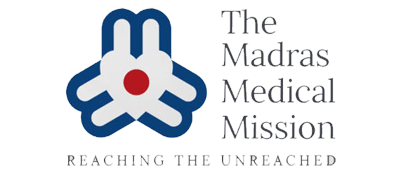 The
Madras
Medical
Mission
REACHING THE UNREACHED